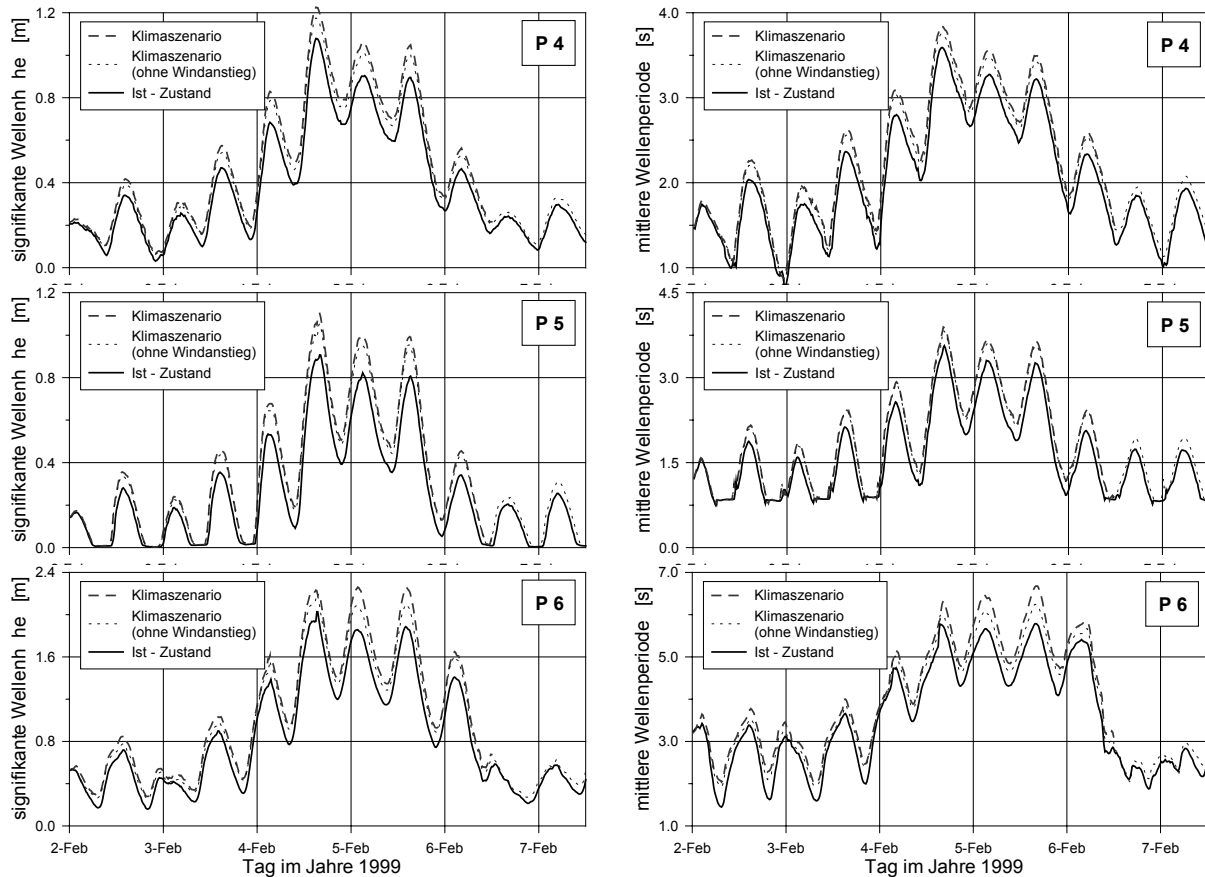 signifikante Wellenh he [m]
1.2
0.8
0.4
0.0
Klimaszenario
Klimaszenario
(ohne Windanstieg)
Ist - Zustand
P 4
mittlere Wellenperiode [s]
4.0
3.0
2.0
1.0
Klimaszenario
Klimaszenario
(ohne Windanstieg)
Ist - Zustand
P 4
signifikante Wellenh he [m]
1.2
0.8
0.4
0.0
Klimaszenario
Klimaszenario
(ohne Windanstieg)
Ist - Zustand
P 5
mittlere Wellenperiode [s]
4.5
3.0
1.5
0.0
Klimaszenario
Klimaszenario
(ohne Windanstieg)
Ist - Zustand
P 5
signifikante Wellenh he [m]
2.4
1.6
0.8
0.0
Klimaszenario
Klimaszenario
(ohne Windanstieg)
Ist - Zustand
P 6
2-Feb 3-Feb 4-Feb 5-Feb 6-Feb 7-Feb
Tag im Jahre 1999
mittlere Wellenperiode [s]
7.0
5.0
3.0
1.0
Klimaszenario
Klimaszenario
(ohne Windanstieg)
Ist - Zustand
P 6
2-Feb 3-Feb 4-Feb 5-Feb 6-Feb 7-Feb
Tag im Jahre 1999